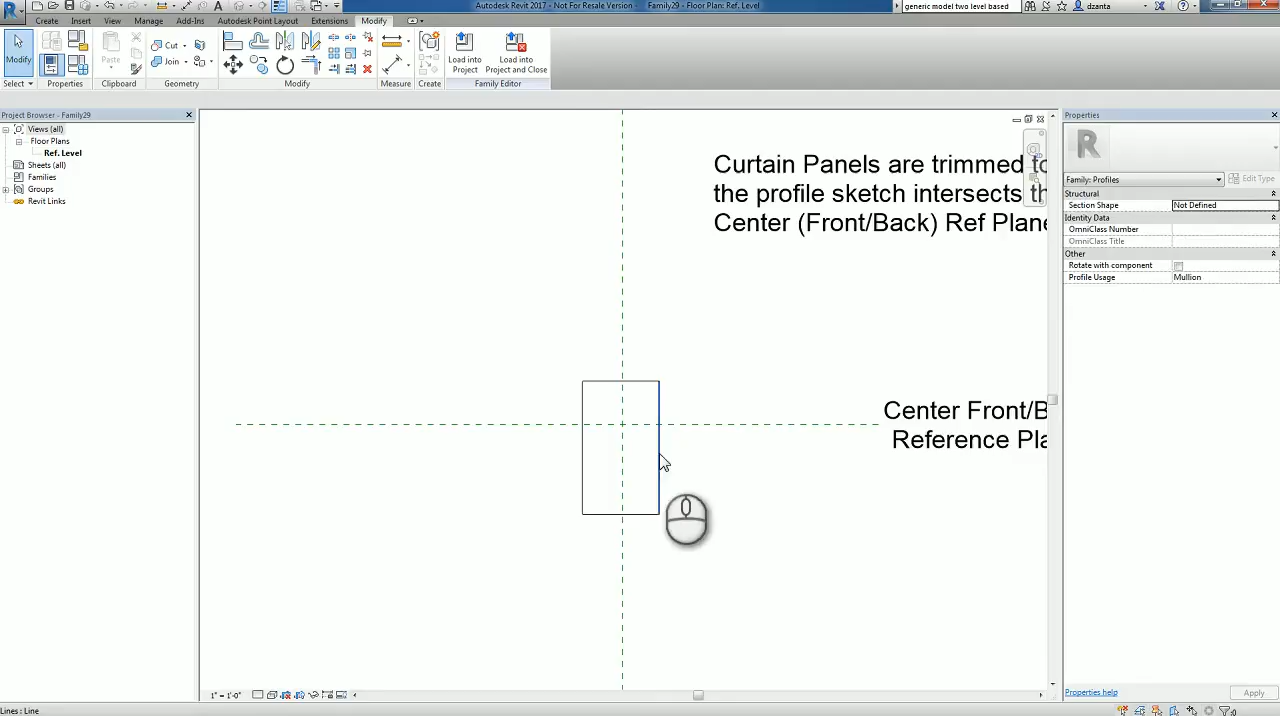 Autodesk Revit 2017 - Not For Resale Version - Family29 - Floor Plan: Ref. Level
generic model two level based
dzanta
Create Insert View Manage Add-Ins Autodesk Point Layout Extensions Modify
Modify
Paste
Cut
Join
Load into
Project
Load into
Project and Close
Select Properties Clipboard Geometry Modify Measure Create Family Editor
Project Browser - Family29
Views (all)
Floor Plans
Ref. Level
Sheets (all)
Families
Groups
Revit Links
Curtain Panels are trimmed to
the profile sketch intersects th
Center (Front/Back) Ref Plane
Center Front/B
Reference Pla
Properties
R
Family: Profiles
Edit Type
Structural
Section Shape Not Defined
Identity Data
OmniClass Number
OmniClass Title
Other
Rotate with component
Profile Usage Mullion
Properties help
Apply
1" = 1'-0"
Lines : Line